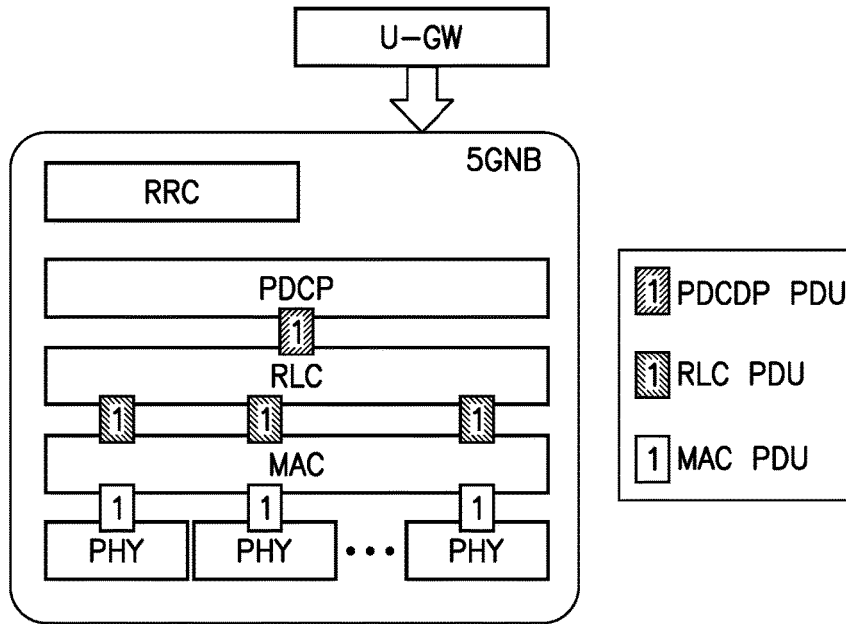 U-GW
5GNB
RRC
PDCP
1
RLC
1 1 1
MAC
1 1 1
PHY PHY ••• PHY
1 PDCDP PDU
1 RLC PDU
1 MAC PDU